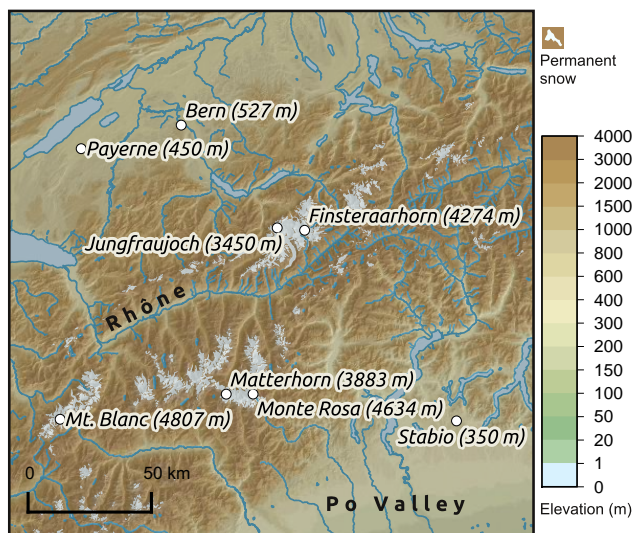 Permanent
snow
Bern (527 m)
Payerne (450 m)
Finsteraarhorn (4274 m)
Jungfraujoch (3450 m)
Rhône
Matterhorn (3883 m)
Monte Rosa (4634 m)
Mt. Blanc (4807 m)
Stabio (350 m)
0 50 km
Po Valley
4000
3000
2000
1000
1000
800
600
400
300
200
150
100
50
20
1
0
Elevation (m)